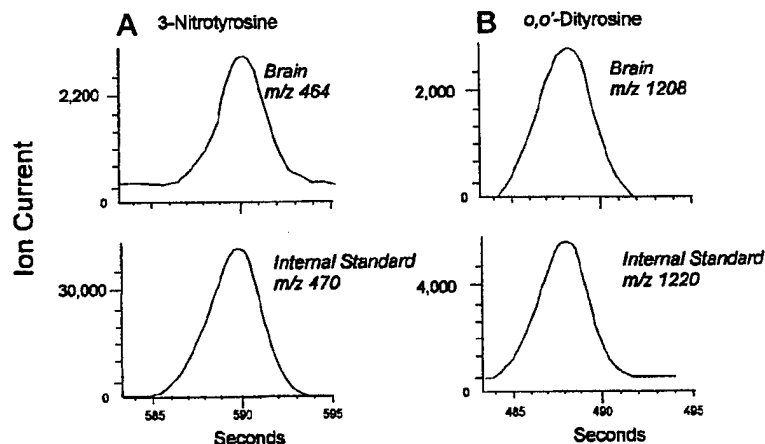 A 3-Nitrotyrosine
B o,o'-Dityrosine
Ion Current
Brain
m/z 464
2,200
0
Brain
m/z 1208
2,000
0
Internal Standard
m/z 470
30,000
0
585 590 595
Seconds
Internal Standard
m/z 1220
4,000
0
485 490 495
Seconds